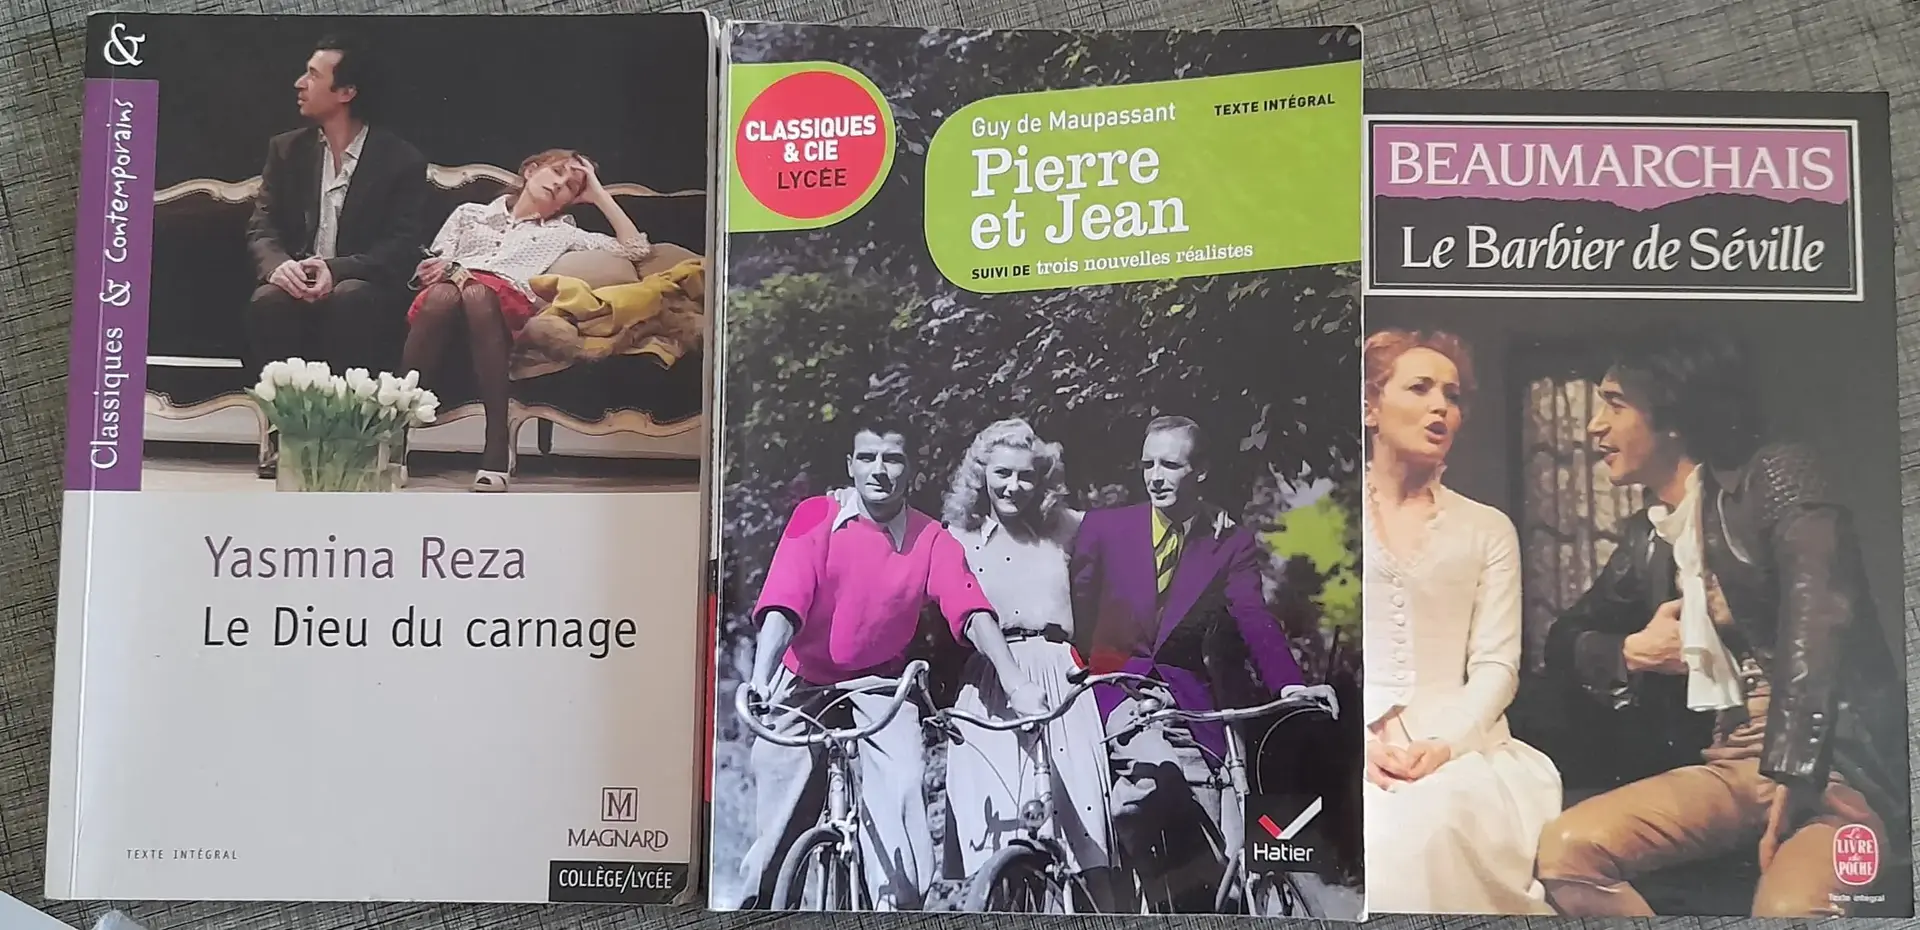 &
Classiques & Contemporains
Yasmina Reza
Le Dieu du carnage
M
MAGNARD
TEXTE INTÉGRAL
COLLÈGE/LYCÉE
CLASSIQUES
& CIE
LYCÉE
Guy de Maupassant
TEXTE INTÉGRAL
Pierre
et Jean
SUIVI DE trois nouvelles réalistes
Hatier
BEAUMARCHAIS
Le Barbier de Séville
Le
LIVRE
de
POCHE
Texte intégral